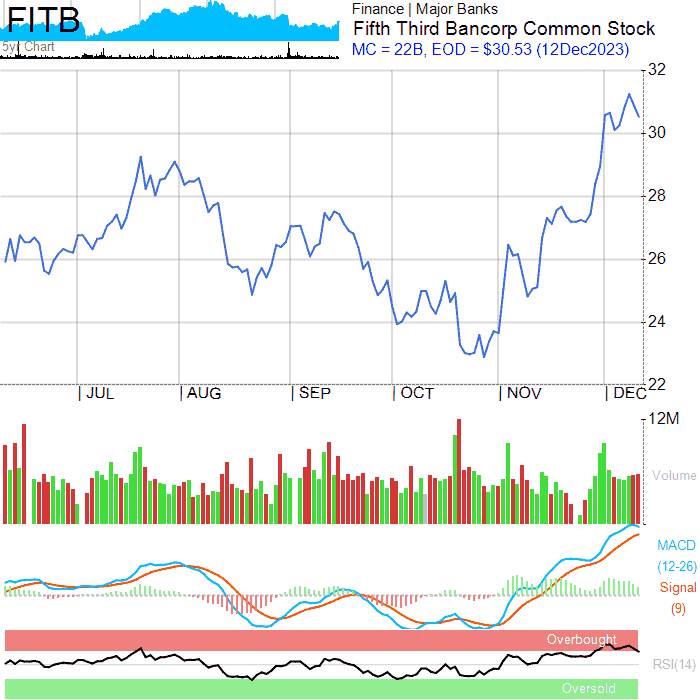 FITB
5yr Chart
Finance | Major Banks
Fifth Third Bancorp Common Stock
MC = 22B, EOD = $30.53 (12Dec2023)
32
30
28
26
24
22
| JUL | AUG | SEP | OCT | NOV | DEC
12M
Volume
MACD
(12-26)
Signal
(9)
Overbought
RSI(14)
Oversold